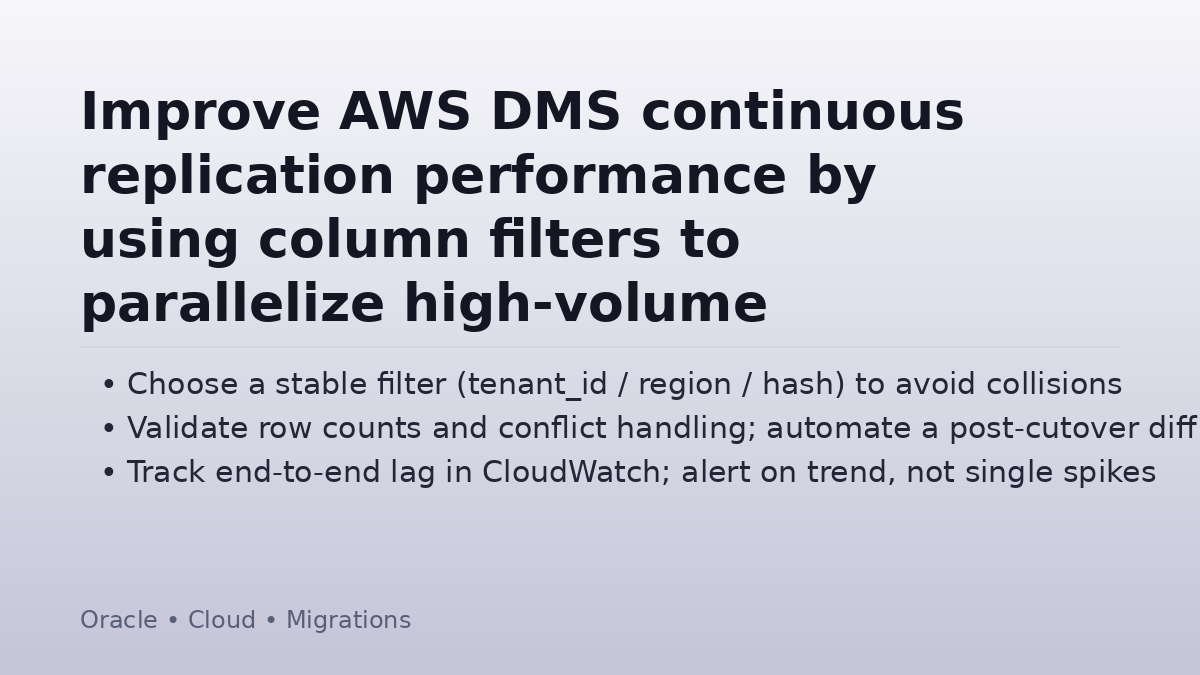 Improve AWS DMS continuous
replication performance by
using column filters to
parallelize high-volume
• Choose a stable filter (tenant_id / region / hash) to avoid collisions
• Validate row counts and conflict handling; automate a post-cutover diff
• Track end-to-end lag in CloudWatch; alert on trend, not single spikes
Oracle • Cloud • Migrations